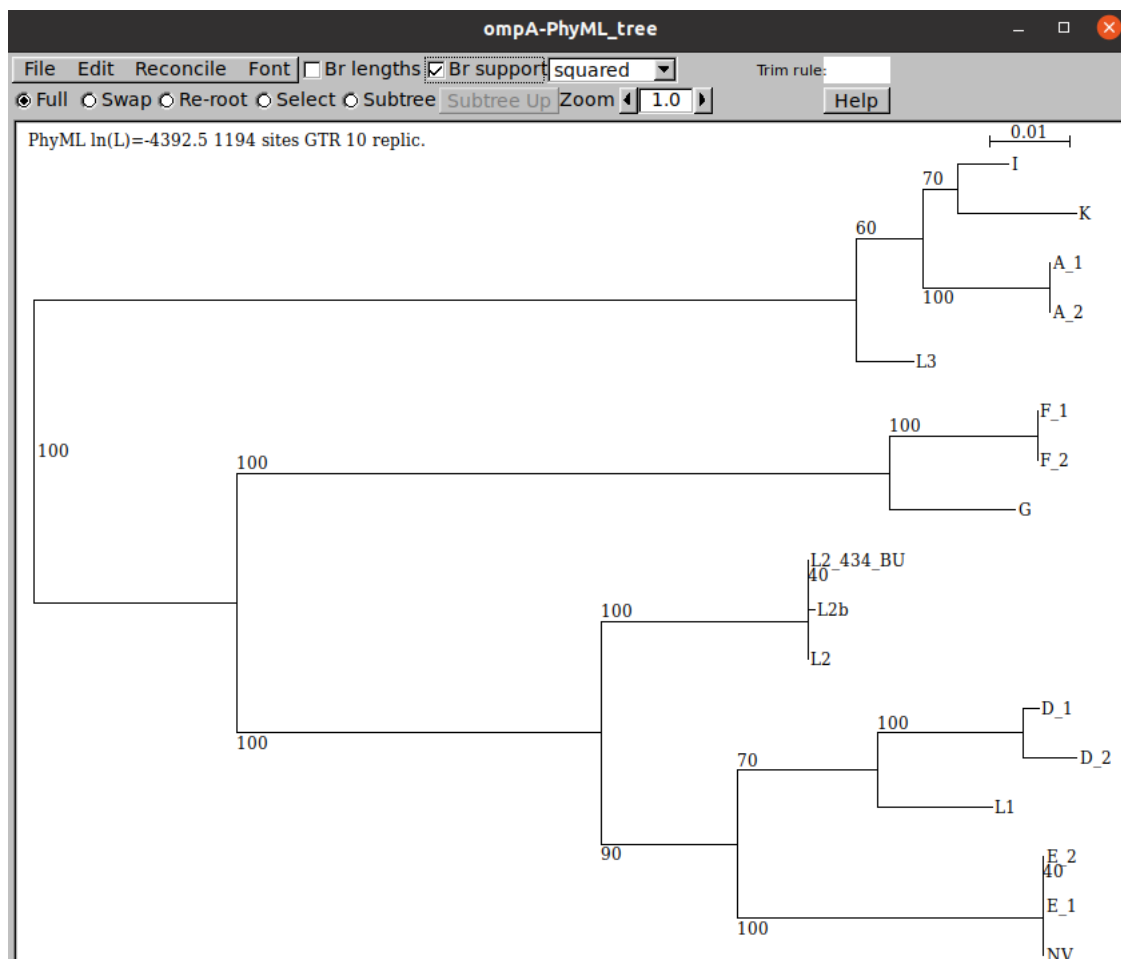 ompA-PhyML_tree
File Edit Reconcile Font Br lengths Br support squared Trim rule:
Full Swap Re-root Select Subtree Subtree Up Zoom 1.0 Help
PhyML ln(L)=-4392.5 1194 sites GTR 10 replic.
0.01
I
70
K
60
A_1
100
A_2
L3
F_1
100
100
F_2
100
G
L2_434_BU
40
100
L2b
L2
D_1
100
100
D_2
70
L1
90
E_2
40
E_1
100
NV